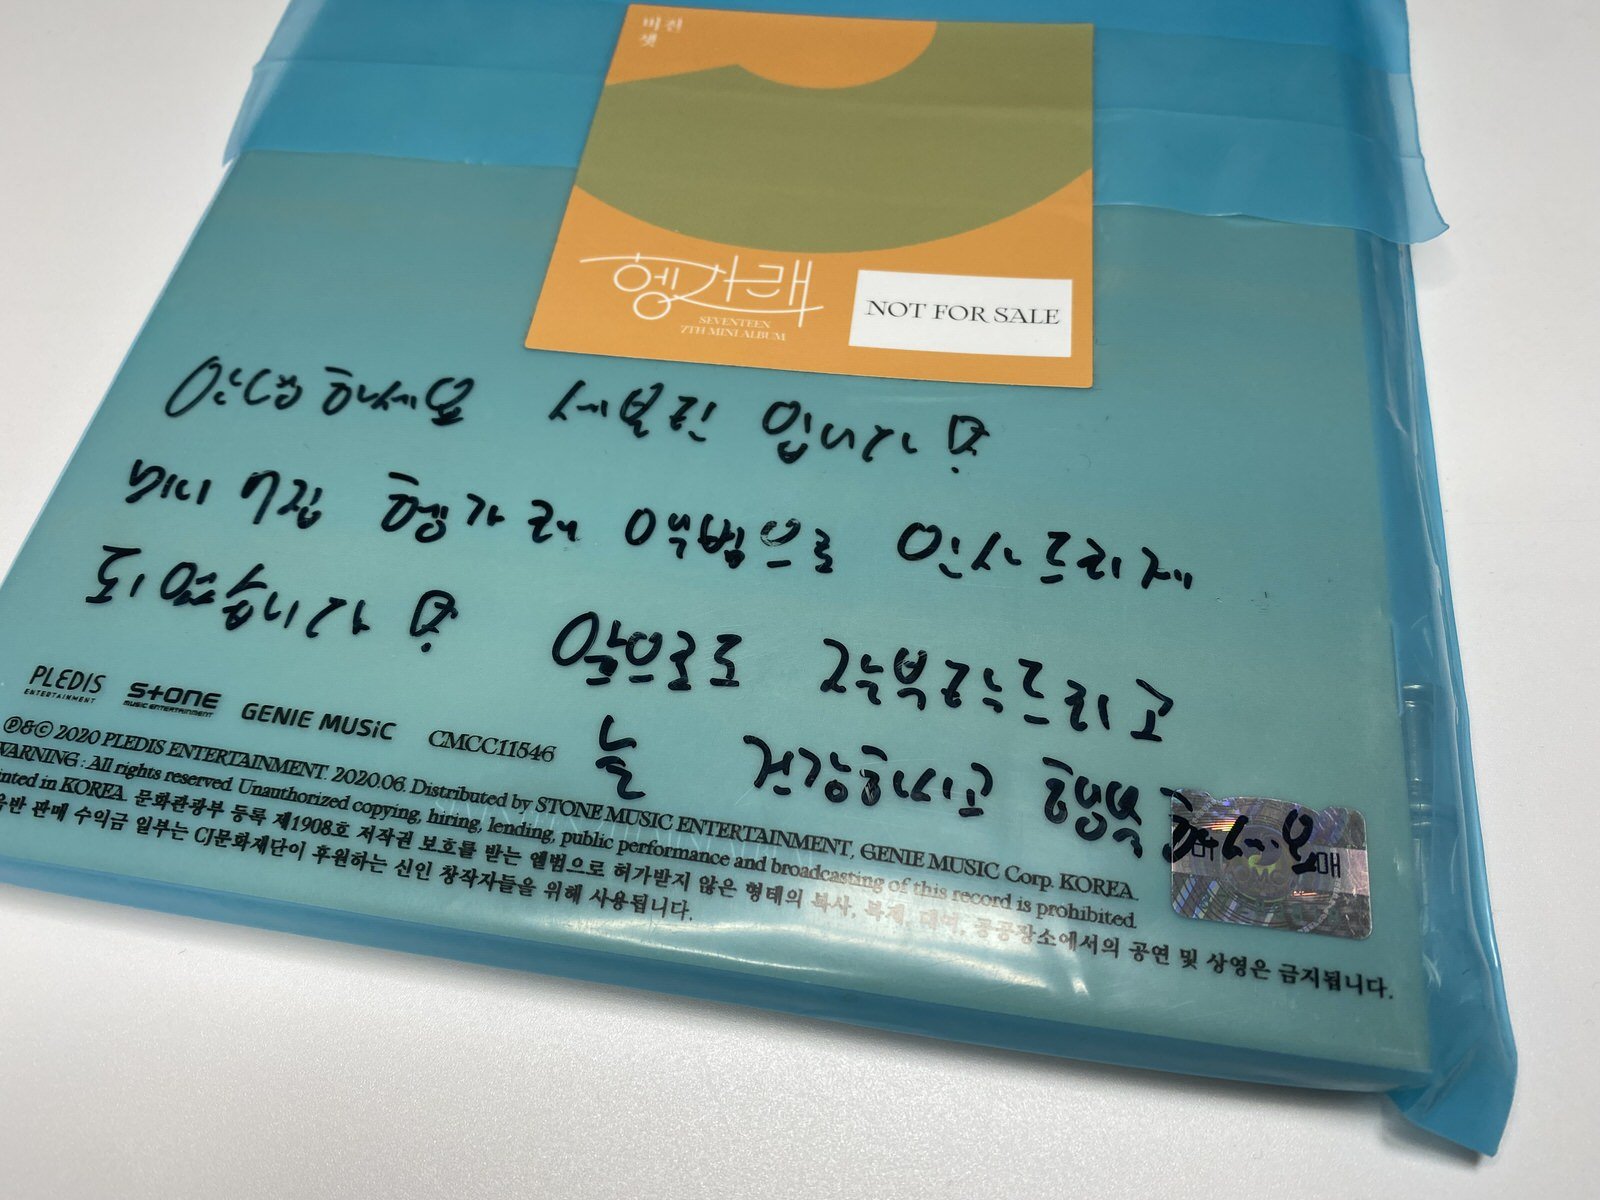 헹가래
SEVENTEEN
7TH MINI ALBUM
NOT FOR SALE
안녕하세요 세븐틴 입니다!
미니 7집 헹가래 앨범으로 인사드리게
되었습니다! 앞으로도 잘부탁드리고
늘 건강하시고 행복하세요
PLEDIS
ENTERTAINMENT
STONE
MUSIC ENTERTAINMENT
GENIE MUSIC
CMCC11546
Ⓟ&ⓒ 2020 PLEDIS ENTERTAINMENT. 2020.06. Distributed by STONE MUSIC ENTERTAINMENT, GENIE MUSIC Corp. KOREA.
WARNING : All rights reserved. Unauthorized copying, hiring, lending, public performance and broadcasting of this record is prohibited.
in KOREA. 문화관광부 등록 제1908호 저작권 보호를 받는 앨범으로 허가받지 않은 형태의 복사, 복제, 대여, 공공장소에서의 공연 및 상영은 금지됩니다.
판매 수익금 일부는 CJ문화재단이 후원하는 신인 창작자들을 위해 사용됩니다.